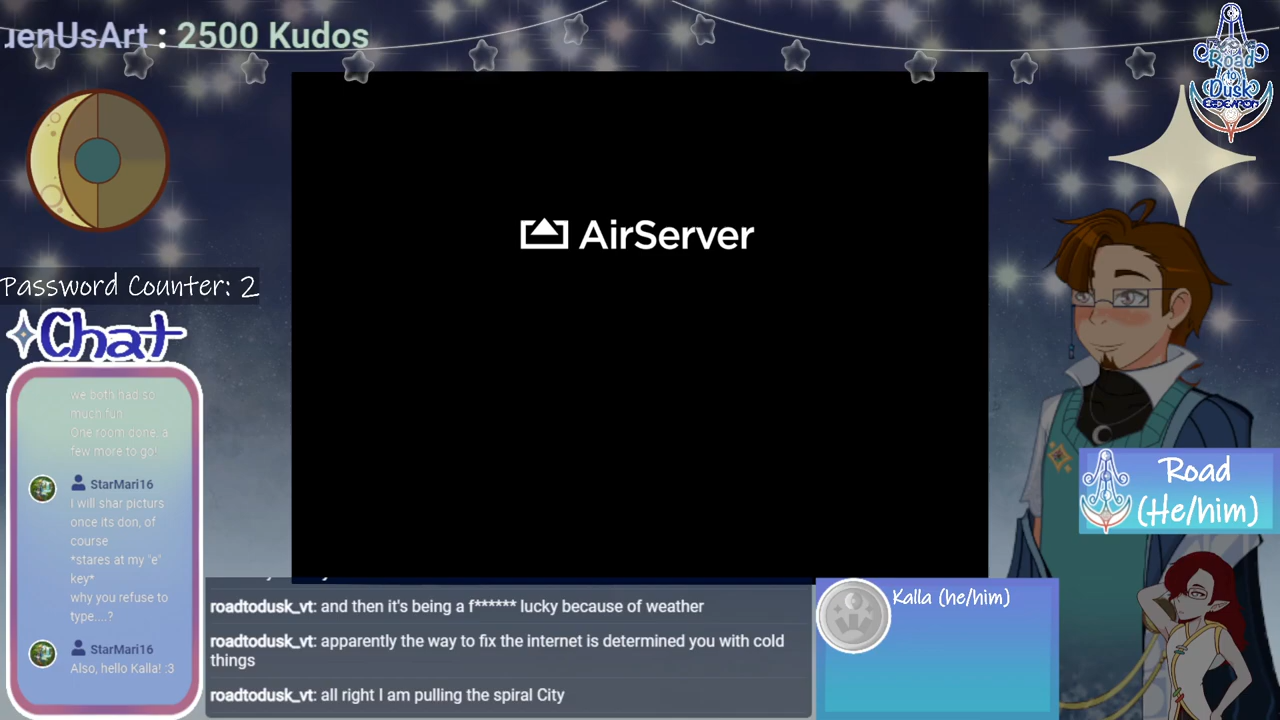 : 2500 Kudos
Road
to
Dusk
AirServer
Password Counter: 2
Chat
we both had so
much fun
One room done, a
few more to go!
StarMari16
I will shar picturs
once its don, of
course
*stares at my "e"
key*
why you refuse to
type....?
StarMari16
Also, hello Kalla! :3
roadtodusk_vt: and then it's being a f****** lucky because of weather
roadtodusk_vt: apparently the way to fix the internet is determined you with cold
things
roadtodusk_vt: all right I am pulling the spiral City
Kalla (he/him)
Road
(He/him)